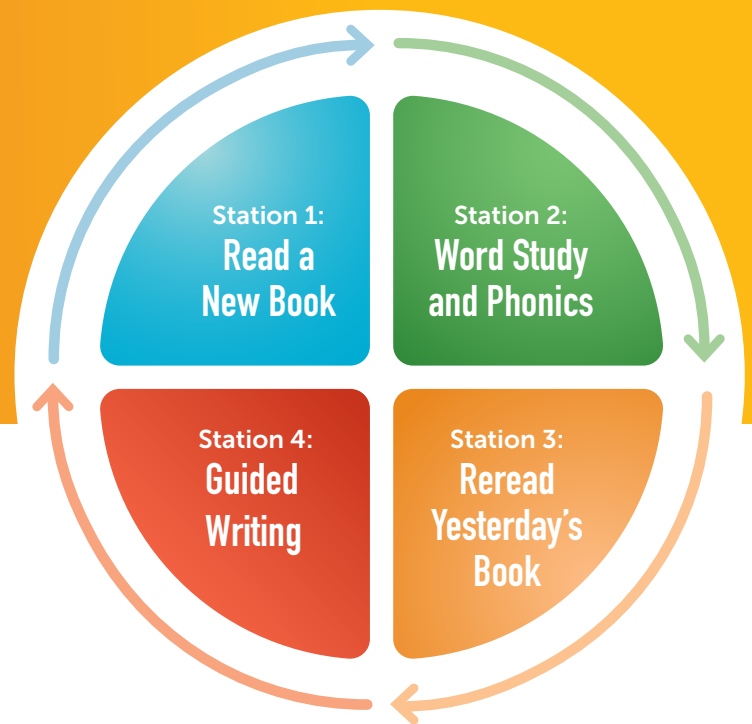 Station 1:
Read a
New Book
Station 2:
Word Study
and Phonics
Station 3:
Reread
Yesterday's
Book
Station 4:
Guided
Writing